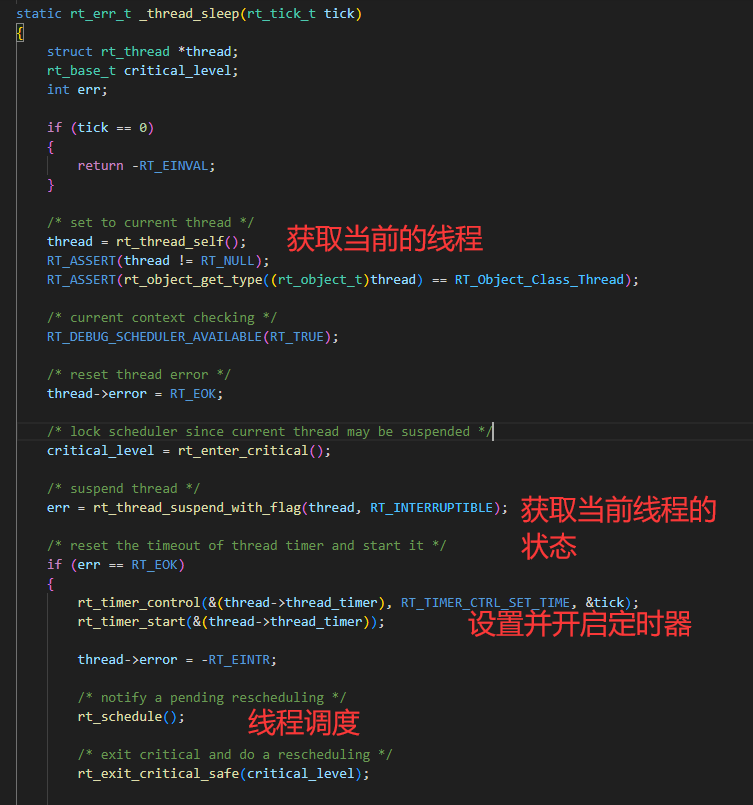 static rt_err_t _thread_sleep(rt_tick_t tick)
{
struct rt_thread *thread;
rt_base_t critical_level;
int err;
if (tick == 0)
{
return -RT_EINVAL;
}
/* set to current thread */
thread = rt_thread_self();
获取当前的线程
RT_ASSERT(thread != RT_NULL);
RT_ASSERT(rt_object_get_type((rt_object_t)thread) == RT_Object_Class_Thread);
/* current context checking */
RT_DEBUG_SCHEDULER_AVAILABLE(RT_TRUE);
/* reset thread error */
thread->error = RT_EOK;
/* lock scheduler since current thread may be suspended */
critical_level = rt_enter_critical();
/* suspend thread */
err = rt_thread_suspend_with_flag(thread, RT_INTERRUPTIBLE);
获取当前线程的
状态
/* reset the timeout of thread timer and start it */
if (err == RT_EOK)
{
rt_timer_control(&(thread->thread_timer), RT_TIMER_CTRL_SET_TIME, &tick);
rt_timer_start(&(thread->thread_timer));
设置并开启定时器
thread->error = -RT_EINTR;
/* notify a pending rescheduling */
rt_schedule();
线程调度
/* exit critical and do a rescheduling */
rt_exit_critical_safe(critical_level);